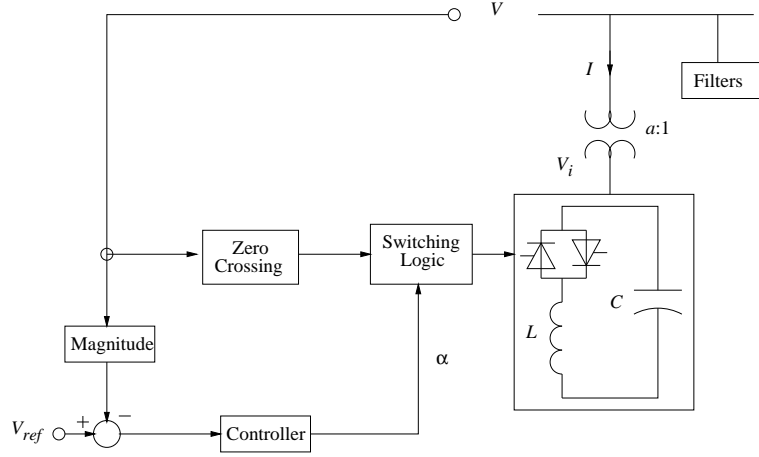 V
I
Filters
a:1
V_i
Zero
Crossing
Switching
Logic
L
C
Magnitude
α
V_ref
+
−
Controller